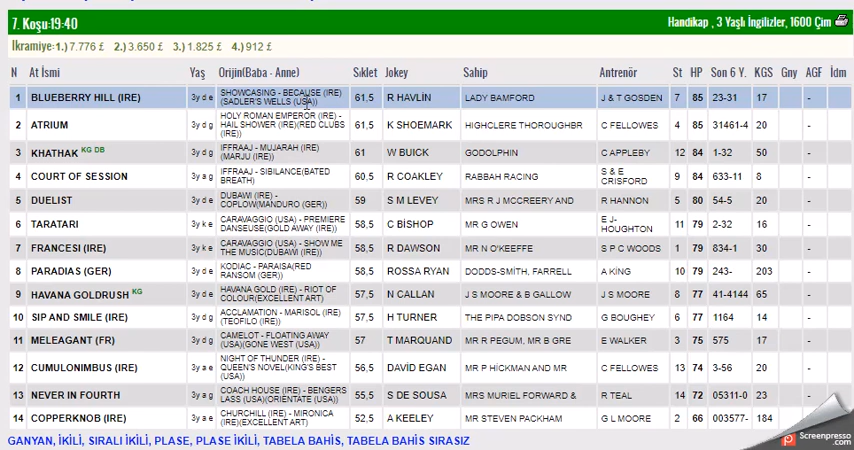 7. Koşu:19:40 Handikap , 3 Yaşlı İngilizler, 1600 Çim
İkramiye: 1.) 7.776 £ 2.) 3.650 £ 3.) 1.825 £ 4.) 912 £
N At İsmi Yaş Orijin(Baba - Anne) Sıklet Jokey Sahip Antrenör St HP Son 6 Y. KGS Gny AGF İdm
1 BLUEBERRY HILL (IRE) 3y d e SHOWCASING - BECAUSE (IRE) (SADLER'S WELLS (USA)) 61,5 R HAVLİN LADY BAMFORD J & T GOSDEN 7 85 23-31 17 -
2 ATRIUM 3y d g HOLY ROMAN EMPEROR (IRE) - HAIL SHOWER (IRE)(RED CLUBS (IRE)) 61,5 K SHOEMARK HIGHCLERE THOROUGHBR C FELLOWES 4 85 31461-4 20 -
3 KHATHAK KG DB 3y d g IFFRAAJ - MUJARAH (IRE) (MARJU (IRE)) 61 W BUICK GODOLPHIN C APPLEBY 12 84 1-32 50 -
4 COURT OF SESSION 3y a g IFFRAAJ - SIBILANCE(BATED BREATH) 60,5 R COAKLEY RABBAH RACING S & E CRISFORD 9 84 633-11 8 -
5 DUELIST 3y d e DUBAWI (IRE) - COPLOW(MANDURO (GER)) 59 S M LEVEY MRS R J MCCREERY AND R HANNON 5 80 54-5 20 -
6 TARATARI 3y k e CARAVAGGIO (USA) - PREMIERE DANSEUSE(GOLD AWAY (IRE)) 58,5 C BİSHOP MR G OWEN E J- HOUGHTON 11 79 2-32 16 -
7 FRANCESI (IRE) 3y k e CARAVAGGIO (USA) - SHOW ME THE MUSIC(DUBAWI (IRE)) 58,5 R DAWSON MR N O'KEEFFE S P C WOODS 1 79 834-1 30 -
8 PARADIAS (GER) 3y d e KODIAC - PARAISA(RED RANSOM (GER)) 58,5 ROSSA RYAN DODDS-SMİTH, FARRELL A KİNG 10 79 243- 203 -
9 HAVANA GOLDRUSH KG 3y d e HAVANA GOLD (IRE) - RIOT OF COLOUR(EXCELLENT ART) 57,5 N CALLAN J S MOORE & B GALLOW J S MOORE 8 77 41-4144 65 -
10 SIP AND SMILE (IRE) 3y d g ACCLAMATION - MARISOL (IRE) (TEOFILO (IRE)) 57,5 H TURNER THE PIPA DOBSON SYND G BOUGHEY 6 77 1164 14 -
11 MELEAGANT (FR) 3y d g CAMELOT - FLOATING AWAY (USA)(GONE WEST (USA)) 57 T MARQUAND MR R PEGUM, MR B GRE E WALKER 3 75 575 17 -
12 CUMULONIMBUS (IRE) 3y a e NIGHT OF THUNDER (IRE) - QUEEN'S NOVEL(KING'S BEST (USA)) 56,5 DAVİD EGAN MR P HİCKMAN AND MR C FELLOWES 13 74 3-56 20 -
13 NEVER IN FOURTH 3y a g COACH HOUSE (IRE) - BENGERS LASS (USA)(ORIENTATE (USA)) 55,5 S DE SOUSA MRS MURIEL FORWARD & R TEAL 14 72 05311-0 23 -
14 COPPERKNOB (IRE) 3y a e CHURCHILL (IRE) - MIRONICA (IRE)(EXCELLENT ART) 52,5 A KEELEY MR STEVEN PACKHAM G L MOORE 2 66 003577- 184 -
GANYAN, İKİLİ, SIRALI İKİLİ, PLASE, PLASE İKİLİ, TABELA BAHİS, TABELA BAHİS SIRASIZ
Screenpresso.com